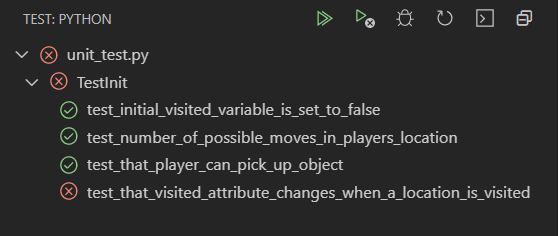 TEST: PYTHON
unit_test.py
TestInit
test_initial_visited_variable_is_set_to_false
test_number_of_possible_moves_in_players_location
test_that_player_can_pick_up_object
test_that_visited_attribute_changes_when_a_location_is_visited